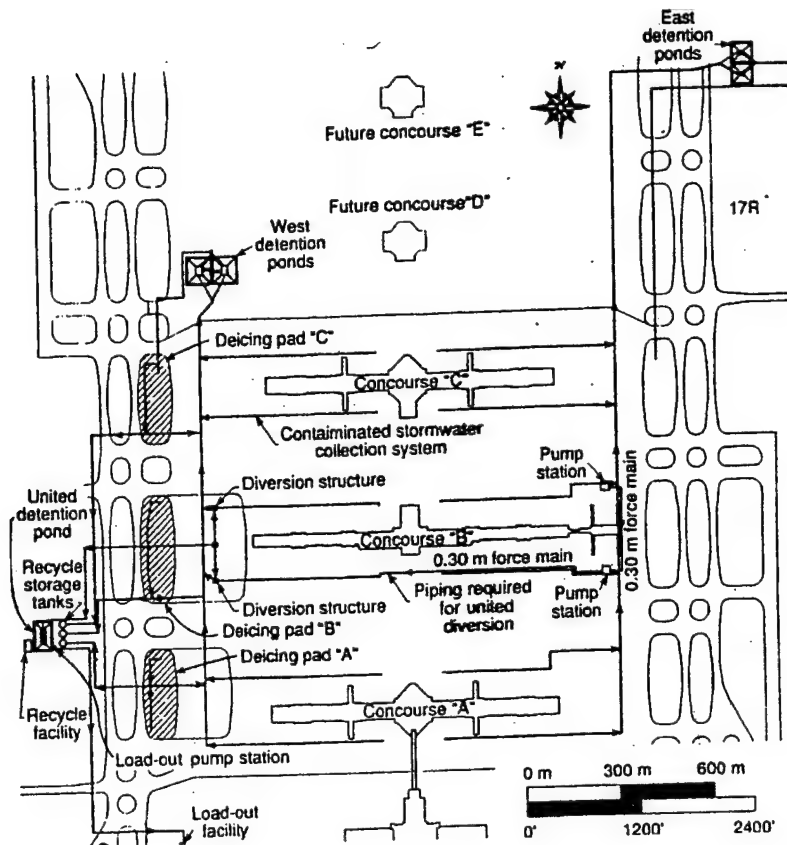 East
detention
ponds
N
Future concourse "E"
17R
Future concourse"D"
West
detention
ponds
Deicing pad "C"
Concourse "C"
Contaiminated stormwater
collection system
Pump
station
Diversion structure
United
detention
pond
Concourse "B"
0.30 m force main
0.30 m force main
Recycle
storage
tanks
Diversion structure
Piping required
for united
diversion
Pump
station
Deicing pad "B"
Deicing pad "A"
Recycle
facility
Concourse "A"
Load-out pump station
Load-out
facility
0 m 300 m 600 m
0' 1200' 2400'